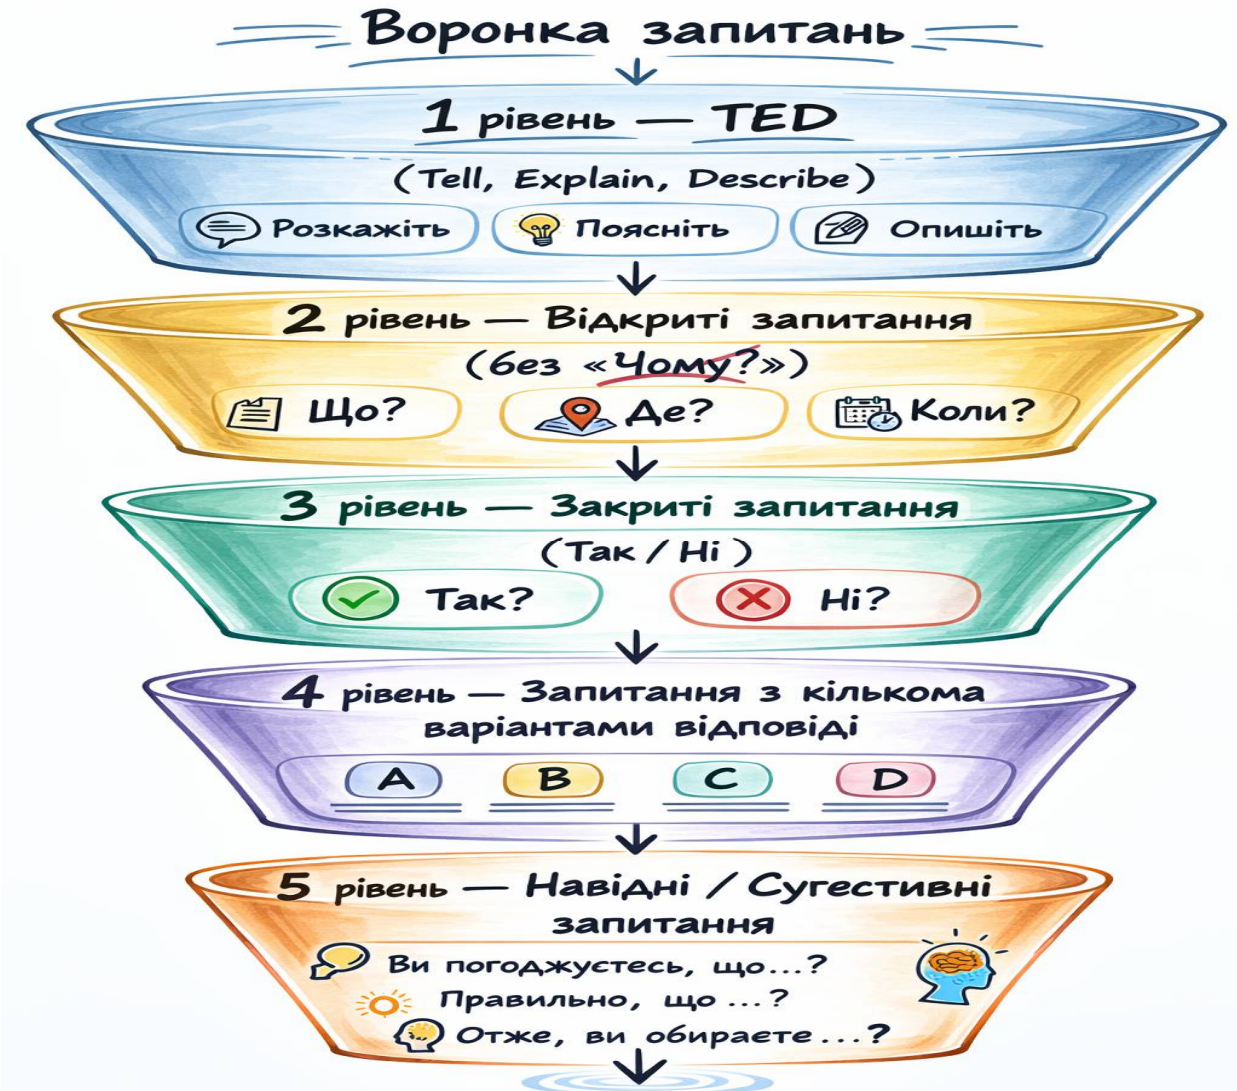 Воронка запитань
1 рівень — TED
(Tell, Explain, Describe)
Розкажіть Поясніть Опишіть
2 рівень — Відкриті запитання
(без «Чому?»)
Що? Де? Коли?
3 рівень — Закриті запитання
(Так / Ні )
Так? Ні?
4 рівень — Запитання з кількома
варіантами відповіді
A B C D
5 рівень — Навідні / Сугестивні
запитання
Ви погоджуєтесь, що...?
Правильно, що ...?
Отже, ви обираєте ...?